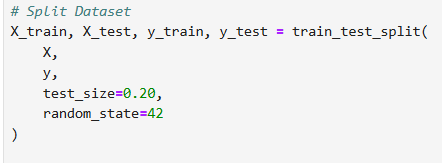 # Split Dataset
X_train, X_test, y_train, y_test = train_test_split(
    X,
    y,
    test_size=0.20,
    random_state=42
)